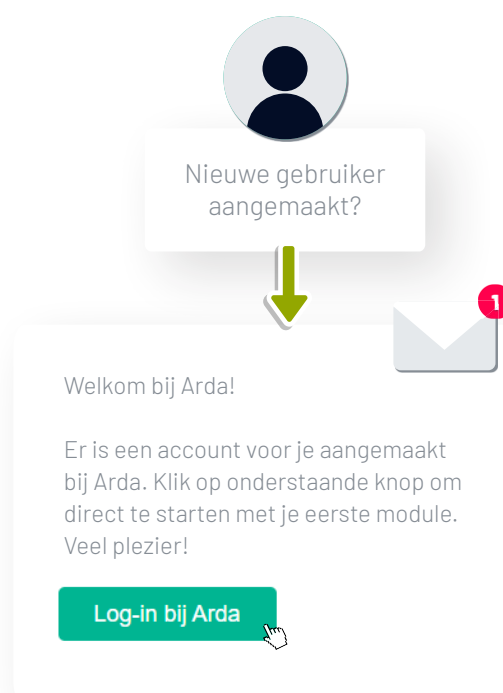 Nieuwe gebruiker
aangemaakt?
1
Welkom bij Arda!
Er is een account voor je aangemaakt
bij Arda. Klik op onderstaande knop om
direct te starten met je eerste module.
Veel plezier!
Log-in bij Arda